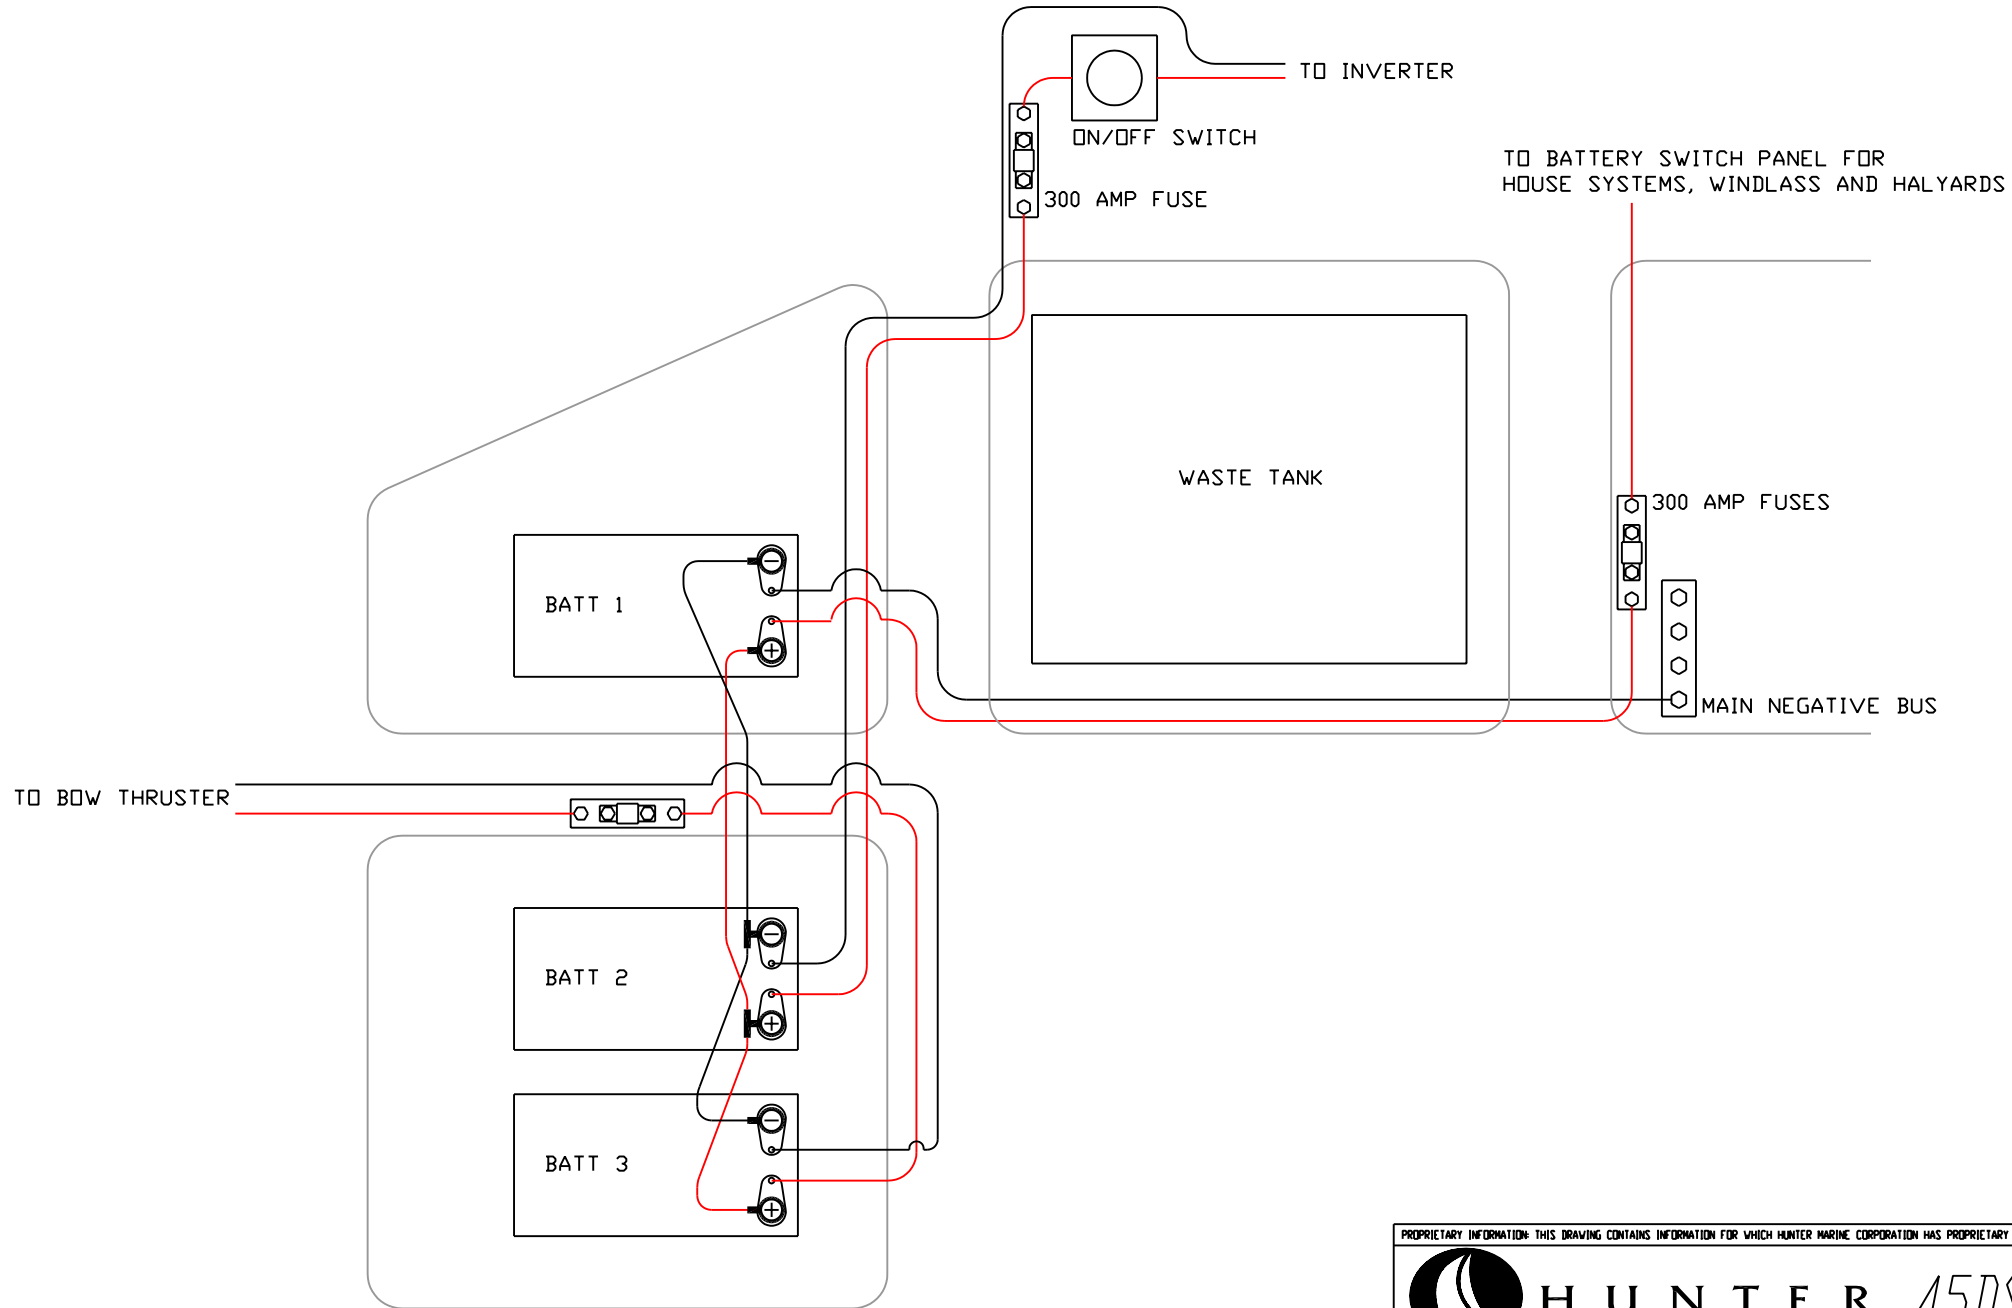 TO INVERTER
ON/OFF SWITCH
300 AMP FUSE
TO BATTERY SWITCH PANEL FOR
HOUSE SYSTEMS, WINDLASS AND HALYARDS
WASTE TANK
300 AMP FUSES
BATT 1
MAIN NEGATIVE BUS
TO BOW THRUSTER
BATT 2
BATT 3
PROPRIETARY INFORMATION: THIS DRAWING CONTAINS INFORMATION FOR WHICH HUNTER MARINE CORPORATION HAS PROPRIETARY
HUNTER